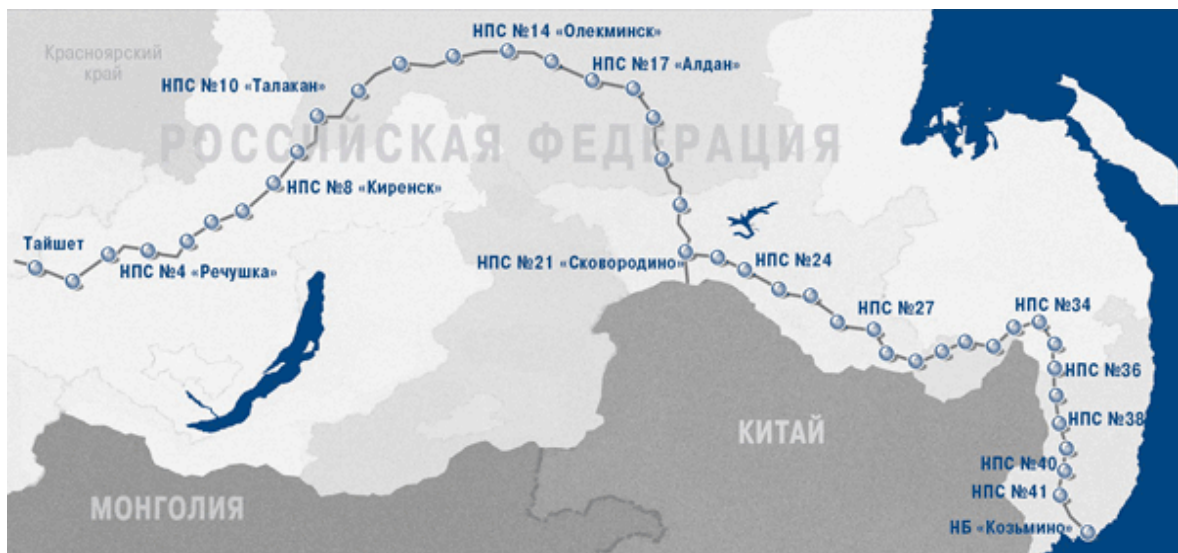 Красноярский
край
НПС №14 «Олекминск»
НПС №17 «Алдан»
НПС №10 «Талакан»
РОССИЙСКАЯ ФЕДЕРАЦИЯ
НПС №8 «Киренск»
Тайшет
НПС №4 «Речушка»
НПС №21 «Сковородино»
НПС №24
НПС №27
НПС №34
НПС №36
НПС №38
КИТАЙ
НПС №40
НПС №41
МОНГОЛИЯ
НБ «Козьмино»